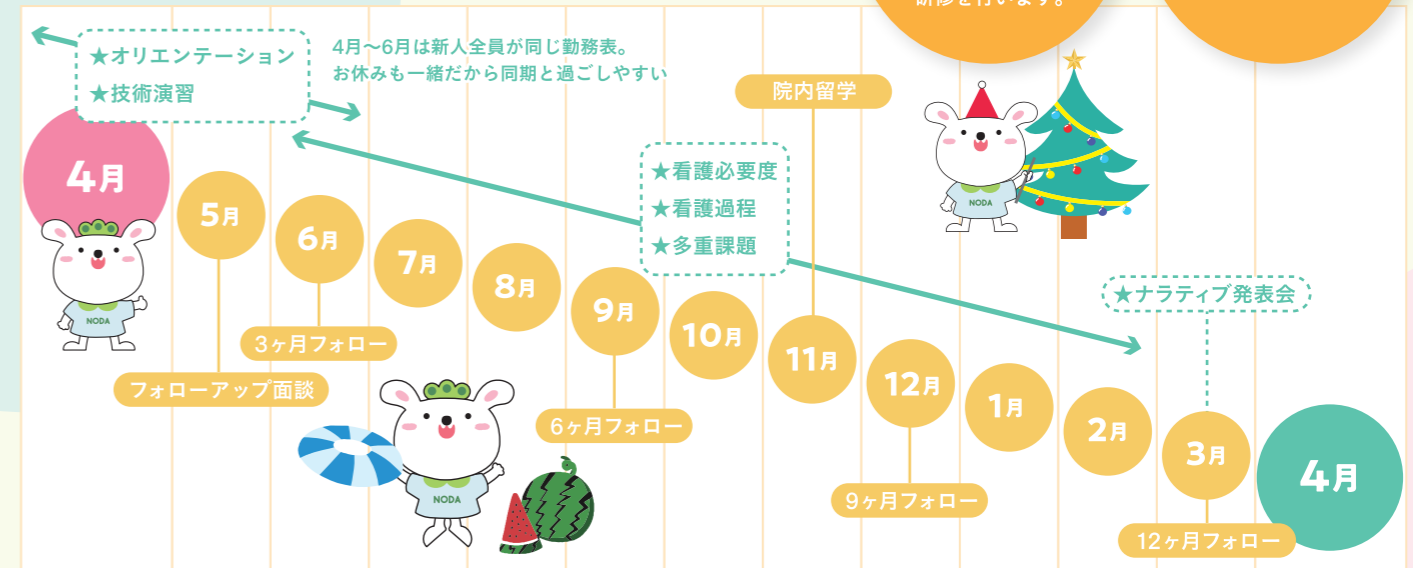 研修を行います。
★オリエンテーション
★技術演習
4月～6月は新人全員が同じ勤務表。
お休みも一緒だから同期と過ごしやすい
院内留学
★看護必要度
★看護過程
★多重課題
★ナラティブ発表会
4月
5月
6月
7月
8月
9月
10月
11月
12月
1月
2月
3月
4月
フォローアップ面談
3ヶ月フォロー
6ヶ月フォロー
9ヶ月フォロー
12ヶ月フォロー
NODA
NODA
NODA